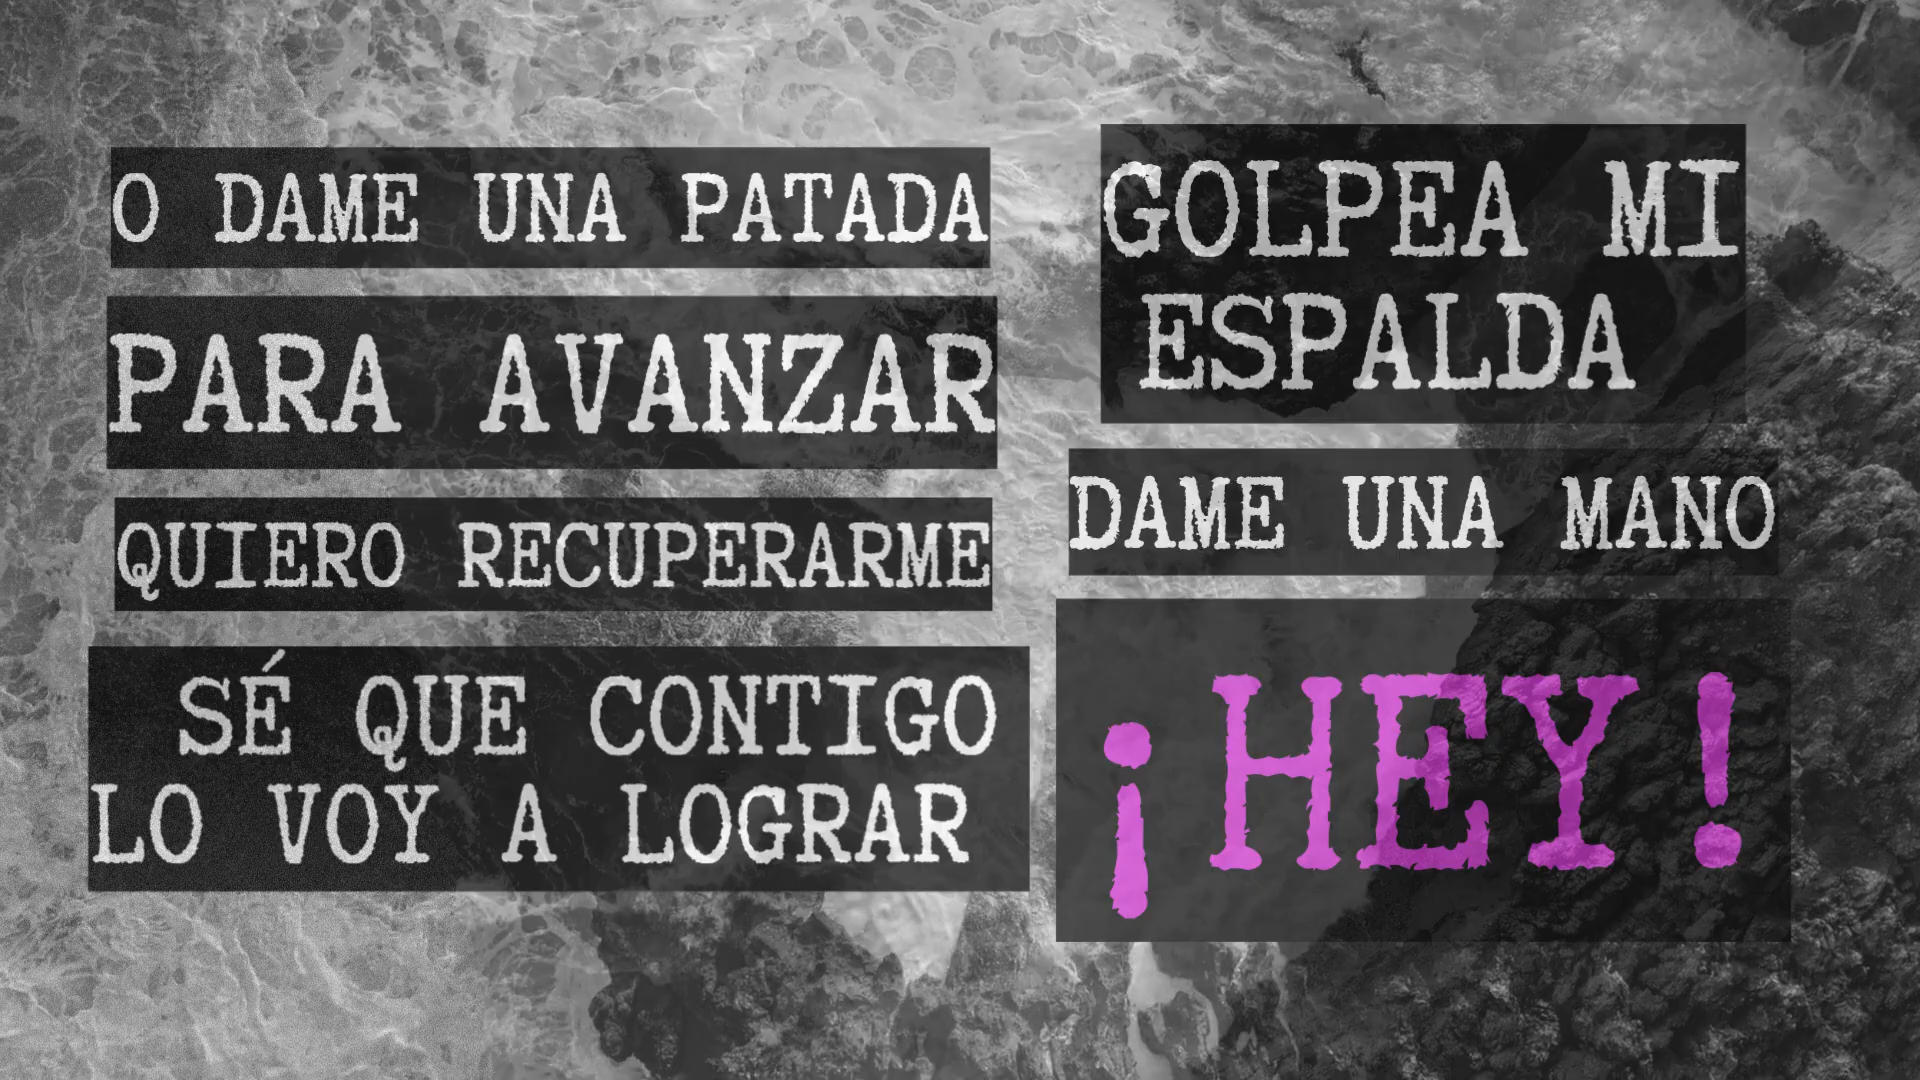 O DAME UNA PATADA
PARA AVANZAR
QUIERO RECUPERARME
SÉ QUE CONTIGO
LO VOY A LOGRAR
GOLPEA MI
ESPALDA
DAME UNA MANO
¡HEY!